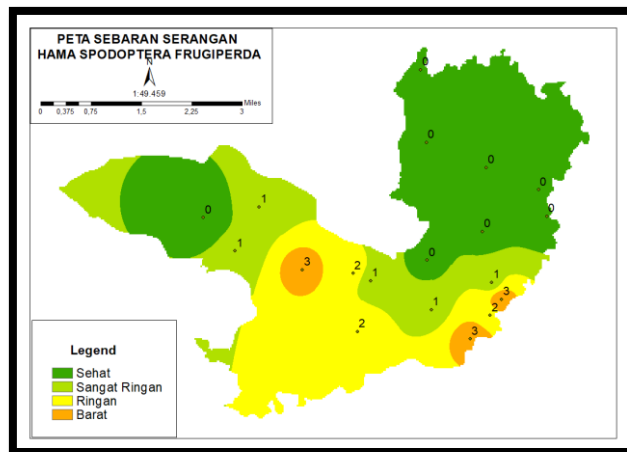 PETA SEBARAN SERANGAN
HAMA SPODOPTERA FRUGIPERDA
N
1:49.459
0 0,375 0,75 1,5 2,25 3 Miles
0
0
0
0
0
1
0
0
1
0
3
2
1
1
3
1
2
2
3
Legend
Sehat
Sangat Ringan
Ringan
Barat